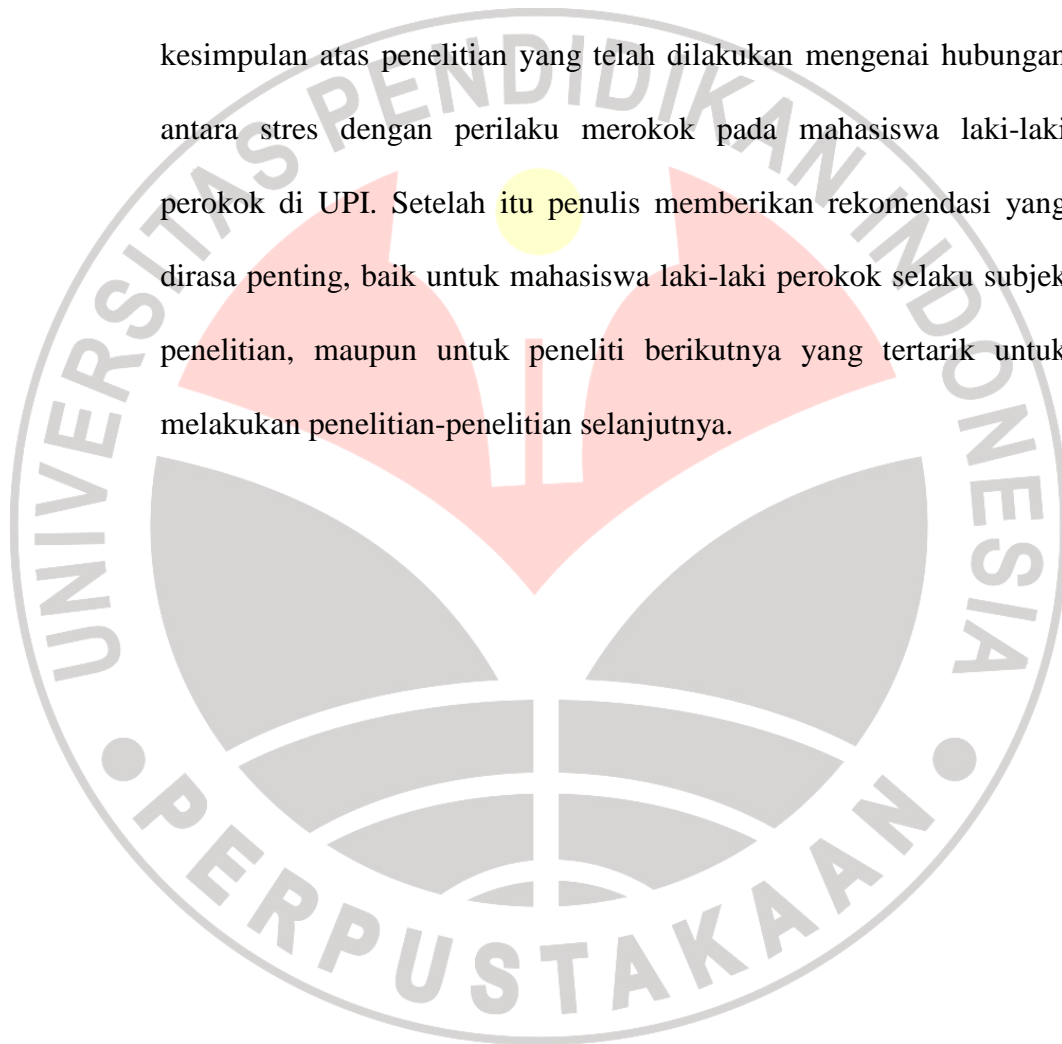 kesimpulan atas penelitian yang telah dilakukan mengenai hubungan
antara stres dengan perilaku merokok pada mahasiswa laki-laki
perokok di UPI. Setelah itu penulis memberikan rekomendasi yang
dirasa penting, baik untuk mahasiswa laki-laki perokok selaku subjek
penelitian, maupun untuk peneliti berikutnya yang tertarik untuk
melakukan penelitian-penelitian selanjutnya.
UNIVERSITAS PENDIDIKAN INDONESIA
PERPUSTAKAAN